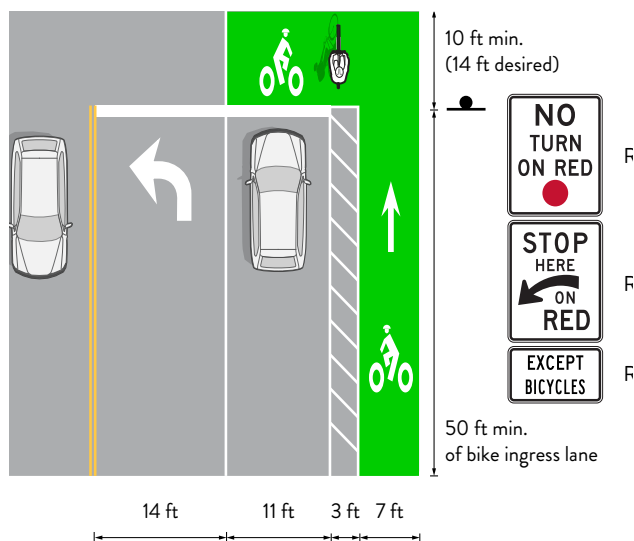 10 ft min.
(14 ft desired)
NO
TURN
ON RED
R
STOP
HERE
ON
RED
R
EXCEPT
BICYCLES
R
50 ft min.
of bike ingress lane
14 ft
11 ft
3 ft
7 ft